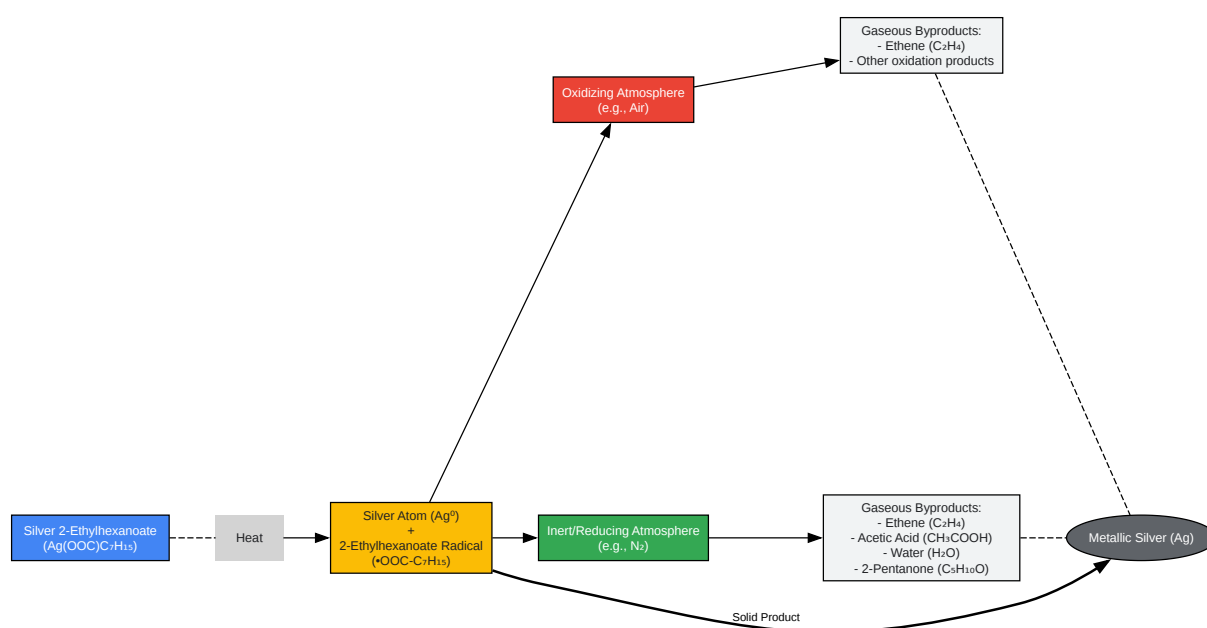 Gaseous Byproducts:
- Ethene (C₂H₄)
- Other oxidation products
Oxidizing Atmosphere
(e.g., Air)
Silver 2-Ethylhexanoate
(Ag(OOC)C₇H₁₅)
Heat
Silver Atom (Ag⁰)
+
2-Ethylhexanoate Radical
(•OOC-C₇H₁₅)
Inert/Reducing Atmosphere
(e.g., N₂)
Gaseous Byproducts:
- Ethene (C₂H₄)
- Acetic Acid (CH₃COOH)
- Water (H₂O)
- 2-Pentanone (C₅H₁₀O)
Metallic Silver (Ag)
Solid Product